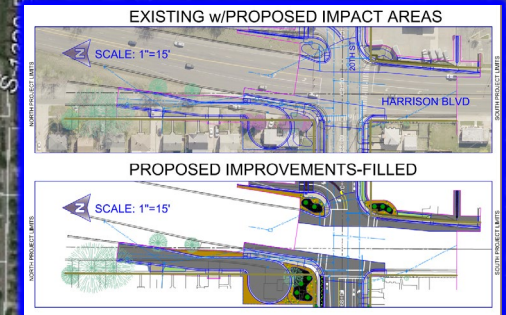 EXISTING w/PROPOSED IMPACT AREAS
N
SCALE: 1"=15'
20TH ST
HARRISON BLVD
NORTH PROJECT LIMITS
SOUTH PROJECT LIMITS
PROPOSED IMPROVEMENTS-FILLED
N
SCALE: 1"=15'
NORTH PROJECT LIMITS
SOUTH PROJECT LIMITS